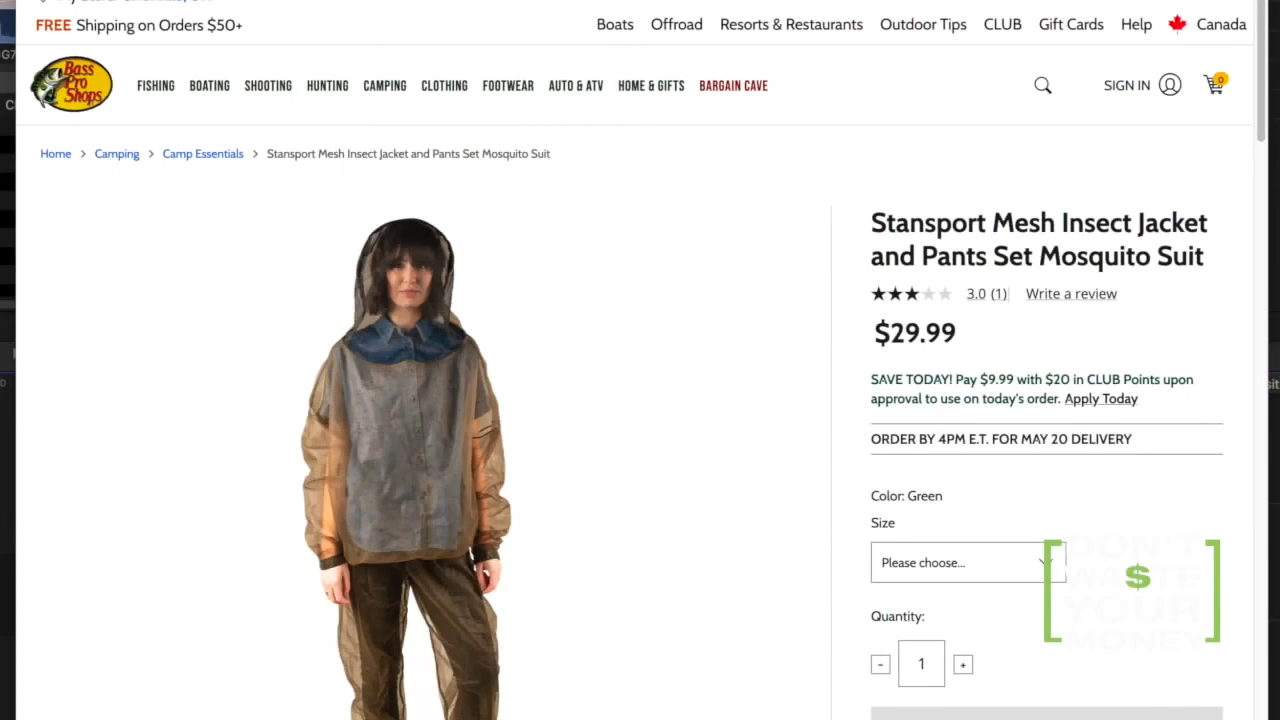 FREE Shipping on Orders $50+
Boats Offroad Resorts & Restaurants Outdoor Tips CLUB Gift Cards Help Canada
Bass
Pro
Shops
FISHING BOATING SHOOTING HUNTING CAMPING CLOTHING FOOTWEAR AUTO & ATV HOME & GIFTS BARGAIN CAVE
SIGN IN 0
Home > Camping > Camp Essentials > Stansport Mesh Insect Jacket and Pants Set Mosquito Suit
Stansport Mesh Insect Jacket
and Pants Set Mosquito Suit
3.0 (1) Write a review
$29.99
SAVE TODAY! Pay $9.99 with $20 in CLUB Points upon
approval to use on today's order. Apply Today
ORDER BY 4PM E.T. FOR MAY 20 DELIVERY
Color: Green
Size
Please choose...
Quantity:
- 1 +
DON'T
WA$TE
YOUR
MONEY